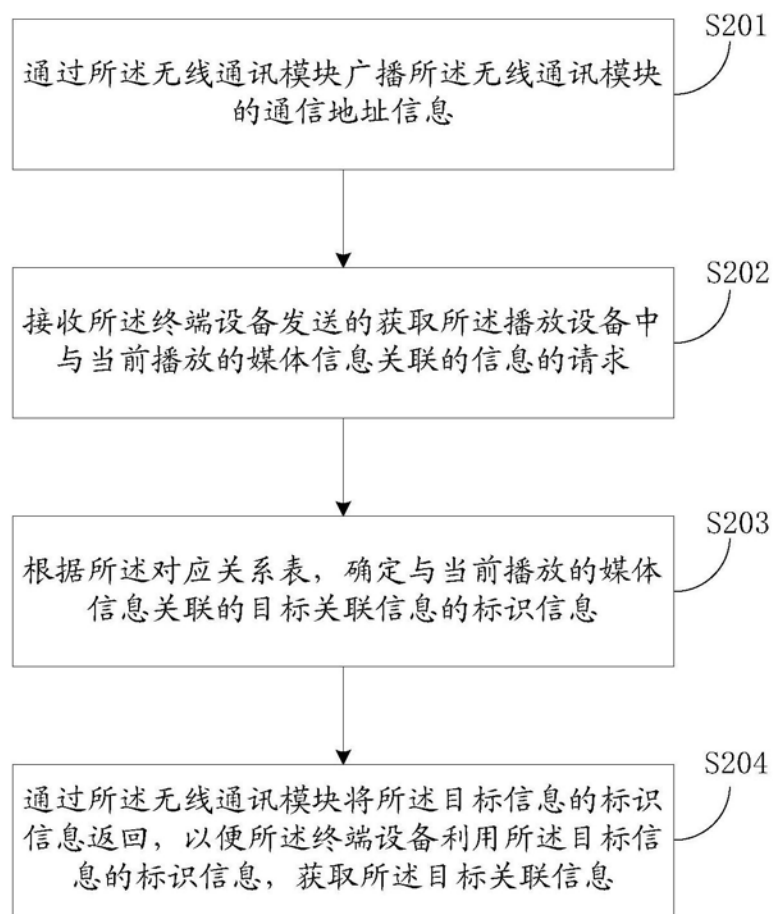 S201
通过所述无线通讯模块广播所述无线通讯模块
的通信地址信息
S202
接收所述终端设备发送的获取所述播放设备中
与当前播放的媒体信息关联的信息的请求
S203
根据所述对应关系表，确定与当前播放的媒体
信息关联的目标关联信息的标识信息
S204
通过所述无线通讯模块将所述目标信息的标识
信息返回，以便所述终端设备利用所述目标信
息的标识信息，获取所述目标关联信息